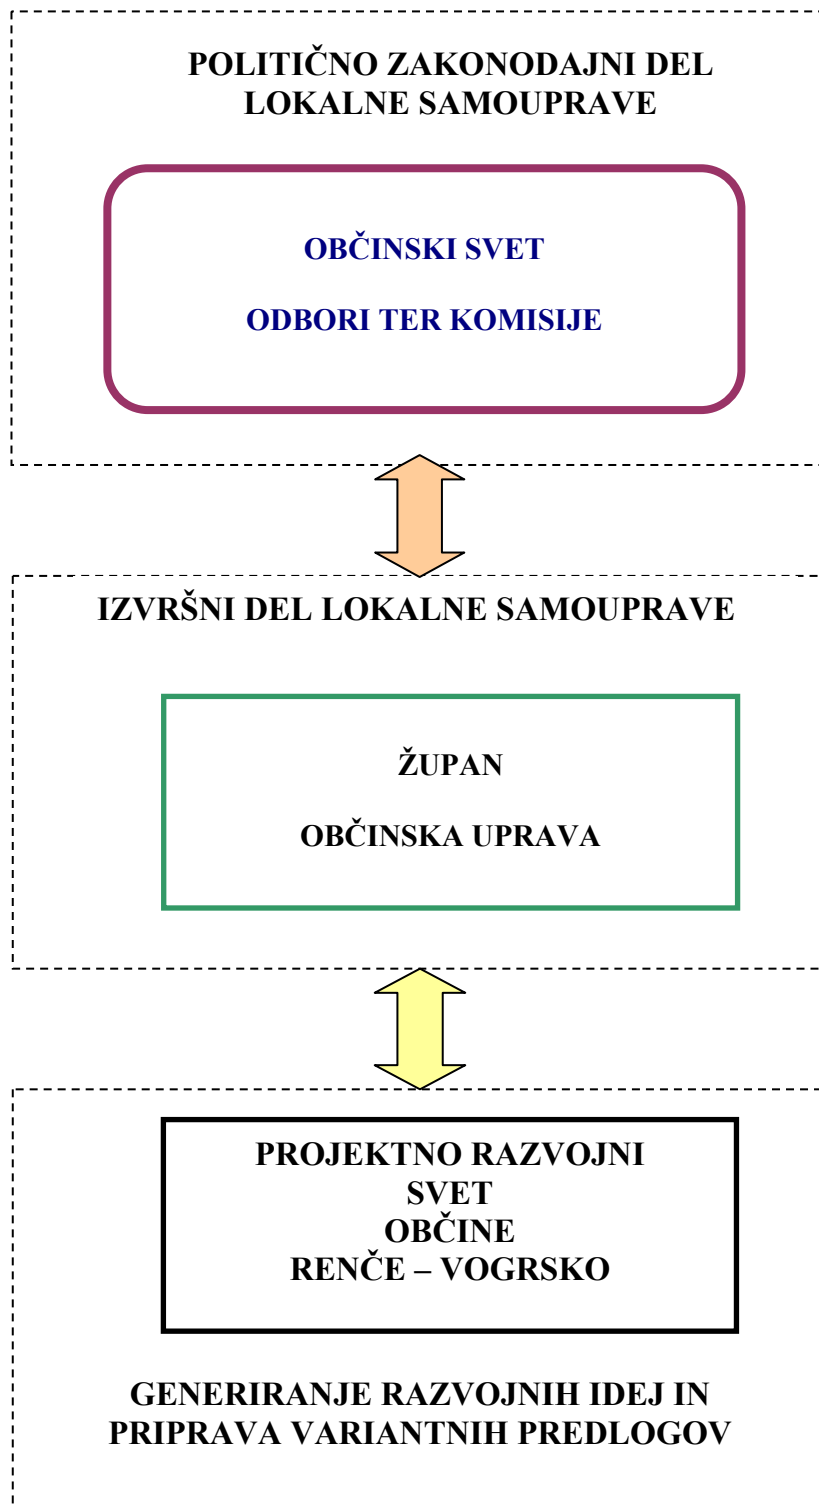 POLITIČNO ZAKONODAJNI DEL
LOKALNE SAMOUPRAVE
OBČINSKI SVET
ODBORI TER KOMISIJE
IZVRŠNI DEL LOKALNE SAMOUPRAVE
ŽUPAN
OBČINSKA UPRAVA
PROJEKTNO RAZVOJNI
SVET
OBČINE
RENČE – VOGRSKO
GENERIRANJE RAZVOJNIH IDEJ IN
PRIPRAVA VARIANTNIH PREDLOGOV